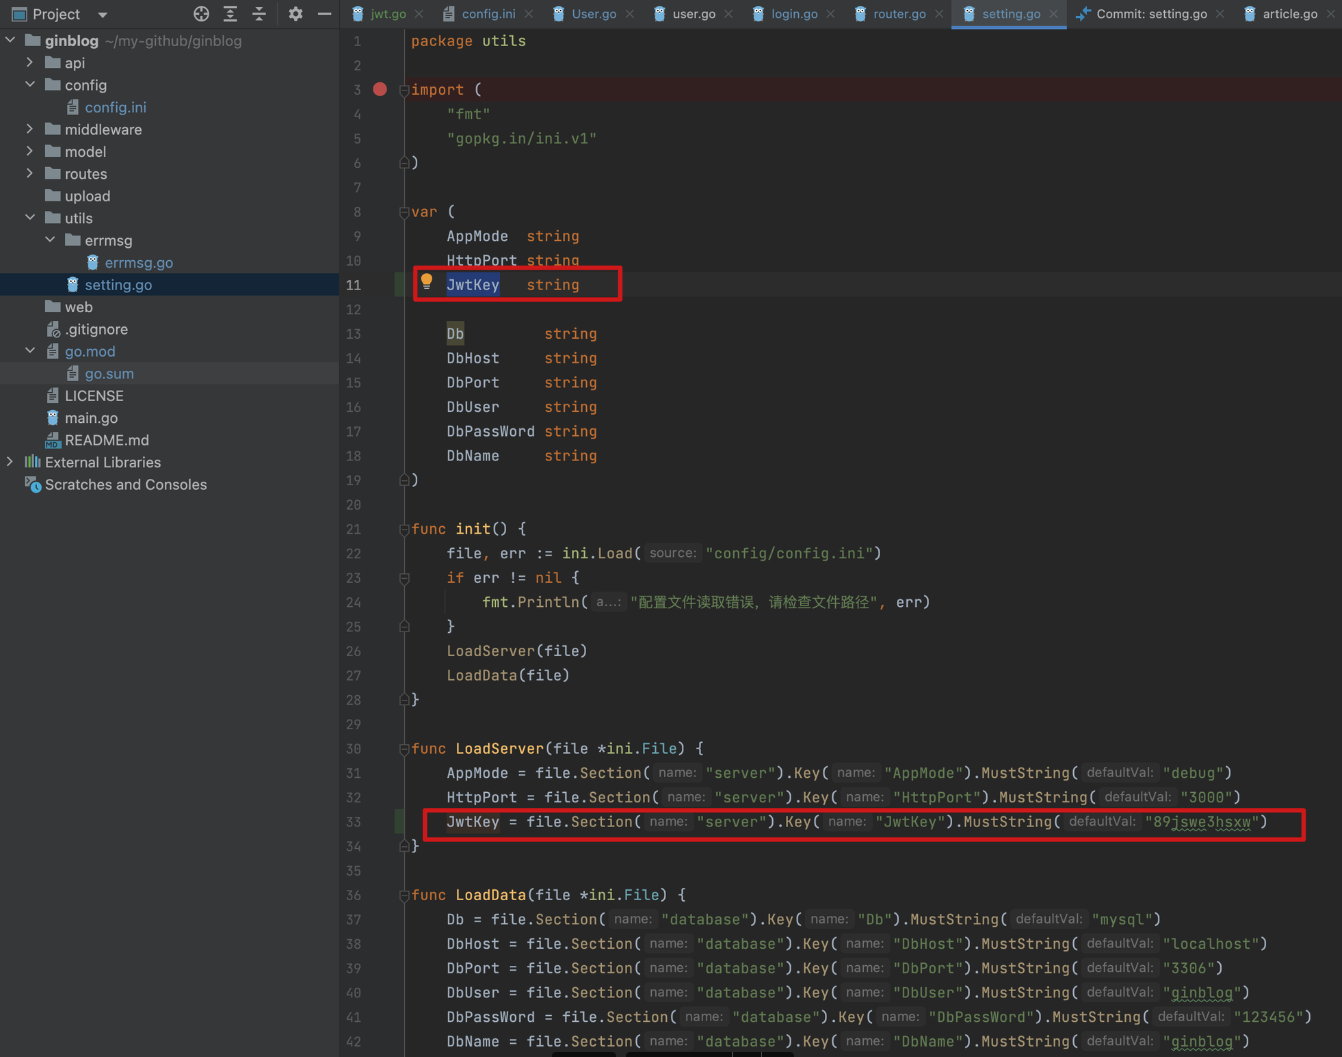 Project
jwt.go config.ini User.go user.go login.go router.go setting.go Commit: setting.go article.go
ginblog ~/my-github/ginblog
api
config
config.ini
middleware
model
routes
upload
utils
errmsg
errmsg.go
setting.go
web
.gitignore
go.mod
go.sum
LICENSE
main.go
README.md
External Libraries
Scratches and Consoles
1 package utils
2
3 import (
4 "fmt"
5 "gopkg.in/ini.v1"
6 )
7
8 var (
9 AppMode string
10 HttpPort string
11 JwtKey string
12
13 Db string
14 DbHost string
15 DbPort string
16 DbUser string
17 DbPassWord string
18 DbName string
19 )
20
21 func init() {
22 file, err := ini.Load( source: "config/config.ini")
23 if err != nil {
24 fmt.Println( a...: "配置文件读取错误，请检查文件路径", err)
25 }
26 LoadServer(file)
27 LoadData(file)
28 }
29
30 func LoadServer(file *ini.File) {
31 AppMode = file.Section( name: "server").Key( name: "AppMode").MustString( defaultVal: "debug")
32 HttpPort = file.Section( name: "server").Key( name: "HttpPort").MustString( defaultVal: "3000")
33 JwtKey = file.Section( name: "server").Key( name: "JwtKey").MustString( defaultVal: "89jswe3hsxw")
34 }
35
36 func LoadData(file *ini.File) {
37 Db = file.Section( name: "database").Key( name: "Db").MustString( defaultVal: "mysql")
38 DbHost = file.Section( name: "database").Key( name: "DbHost").MustString( defaultVal: "localhost")
39 DbPort = file.Section( name: "database").Key( name: "DbPort").MustString( defaultVal: "3306")
40 DbUser = file.Section( name: "database").Key( name: "DbUser").MustString( defaultVal: "ginblog")
41 DbPassWord = file.Section( name: "database").Key( name: "DbPassWord").MustString( defaultVal: "123456")
42 DbName = file.Section( name: "database").Key( name: "DbName").MustString( defaultVal: "ginblog")